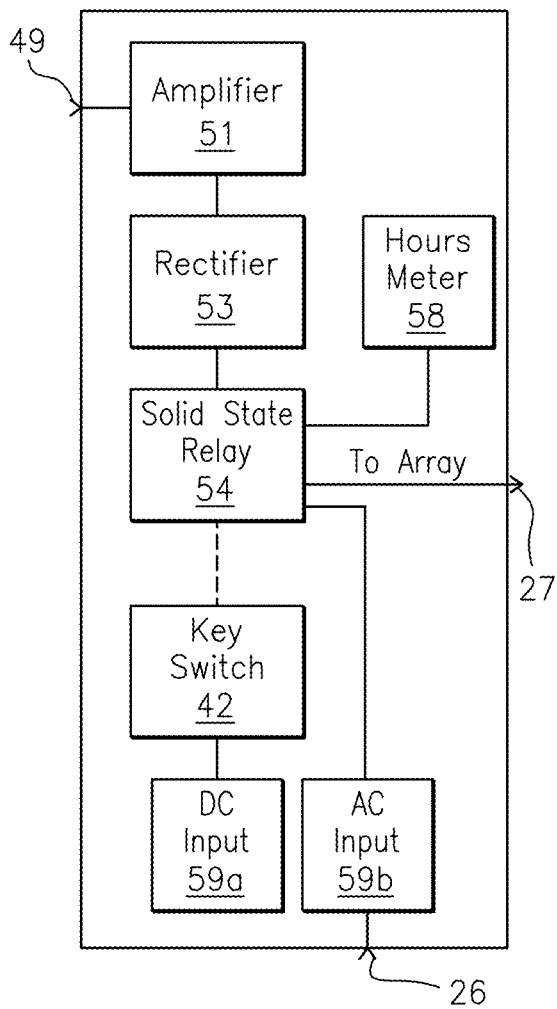 49
Amplifier
51
Rectifier
53
Hours
Meter
58
Solid State
Relay
54
To Array
27
Key
Switch
42
DC
Input
59a
AC
Input
59b
26